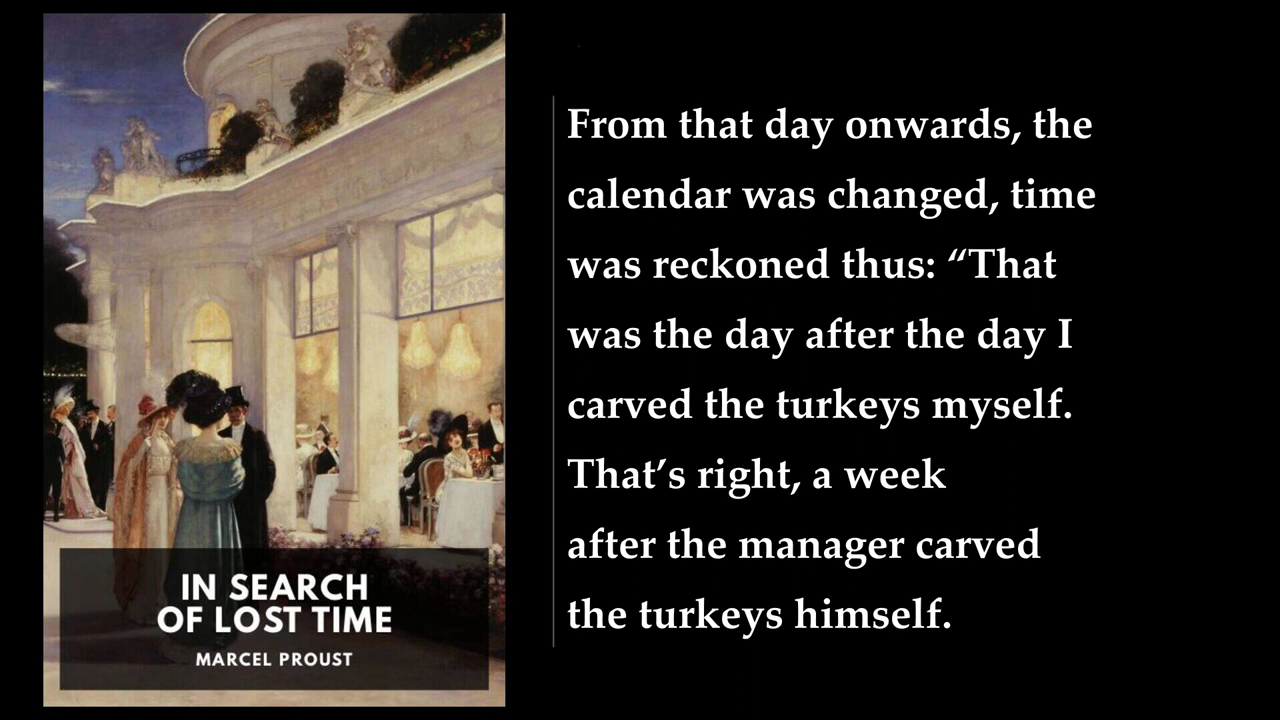 IN SEARCH
OF LOST TIME
MARCEL PROUST
From that day onwards, the
calendar was changed, time
was reckoned thus: “That
was the day after the day I
carved the turkeys myself.
That’s right, a week
after the manager carved
the turkeys himself.